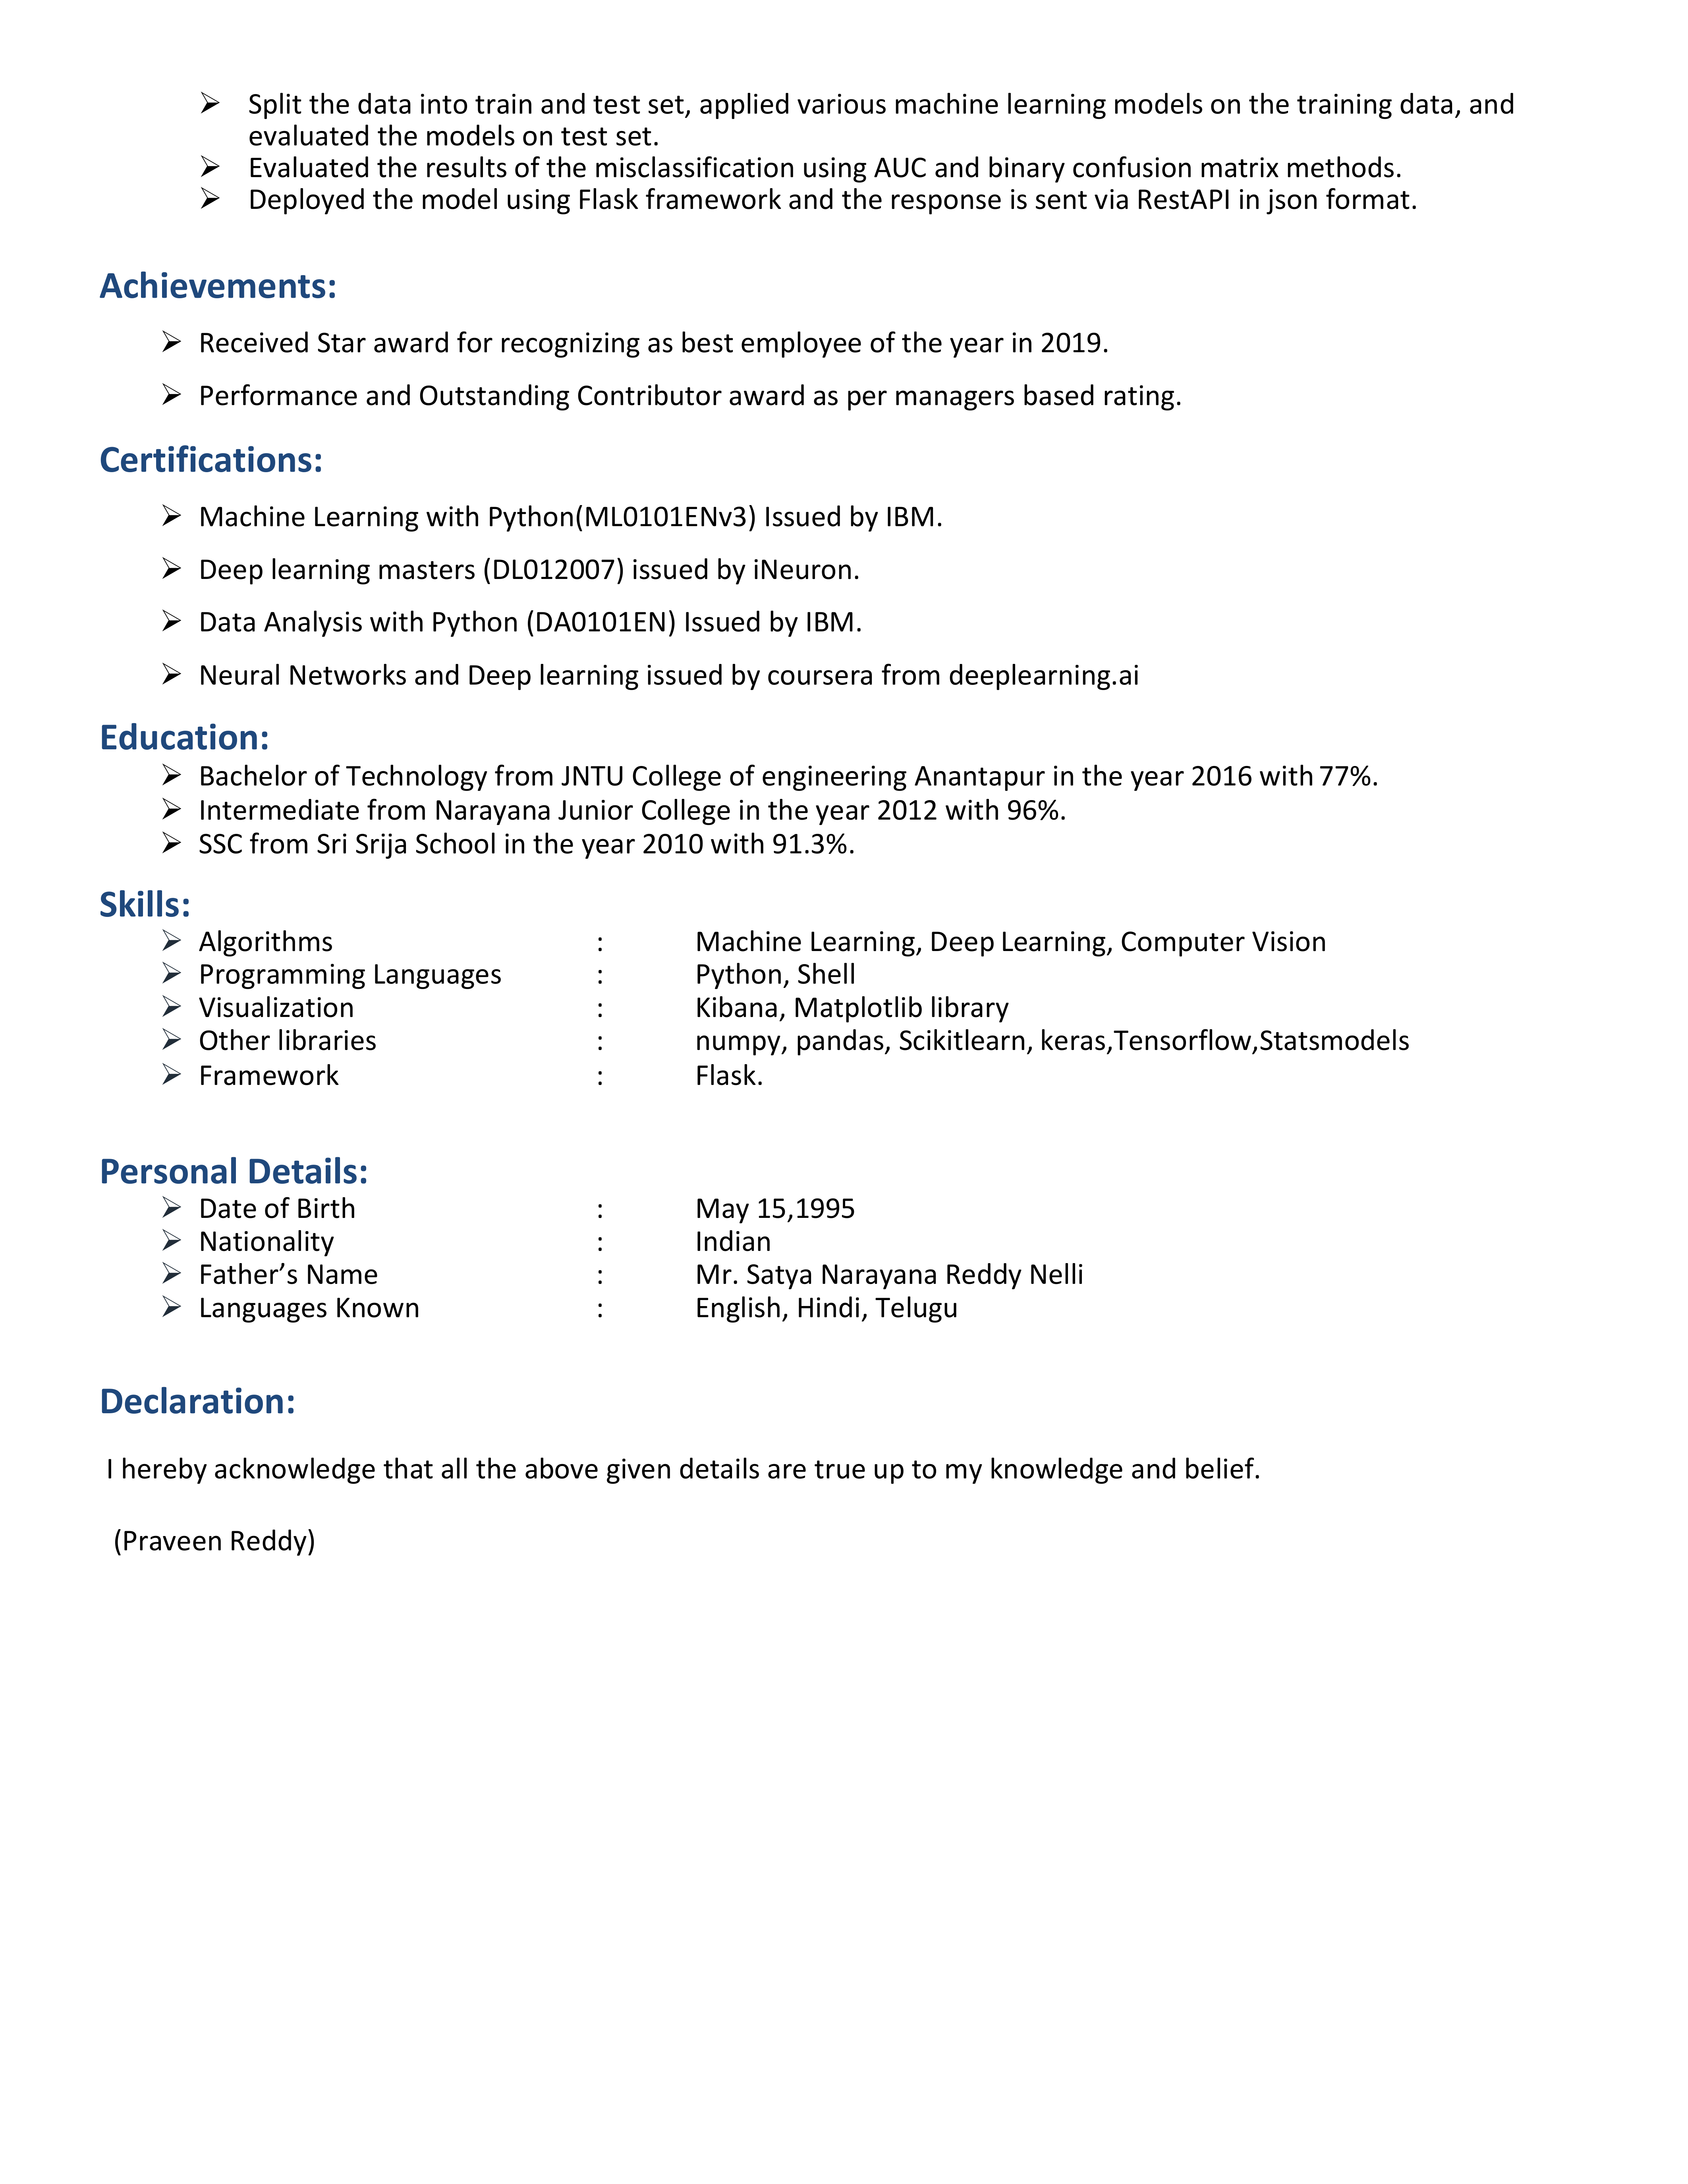 ➢ Split the data into train and test set, applied various machine learning models on the training data, and
evaluated the models on test set.
➢ Evaluated the results of the misclassification using AUC and binary confusion matrix methods.
➢ Deployed the model using Flask framework and the response is sent via RestAPI in json format.
Achievements:
➢ Received Star award for recognizing as best employee of the year in 2019.
➢ Performance and Outstanding Contributor award as per managers based rating.
Certifications:
➢ Machine Learning with Python(ML0101ENv3) Issued by IBM.
➢ Deep learning masters (DL012007) issued by iNeuron.
➢ Data Analysis with Python (DA0101EN) Issued by IBM.
➢ Neural Networks and Deep learning issued by coursera from deeplearning.ai
Education:
➢ Bachelor of Technology from JNTU College of engineering Anantapur in the year 2016 with 77%.
➢ Intermediate from Narayana Junior College in the year 2012 with 96%.
➢ SSC from Sri Srija School in the year 2010 with 91.3%.
Skills:
➢ Algorithms : Machine Learning, Deep Learning, Computer Vision
➢ Programming Languages : Python, Shell
➢ Visualization : Kibana, Matplotlib library
➢ Other libraries : numpy, pandas, Scikitlearn, keras,Tensorflow,Statsmodels
➢ Framework : Flask.
Personal Details:
➢ Date of Birth : May 15,1995
➢ Nationality : Indian
➢ Father’s Name : Mr. Satya Narayana Reddy Nelli
➢ Languages Known : English, Hindi, Telugu
Declaration:
I hereby acknowledge that all the above given details are true up to my knowledge and belief.
(Praveen Reddy)